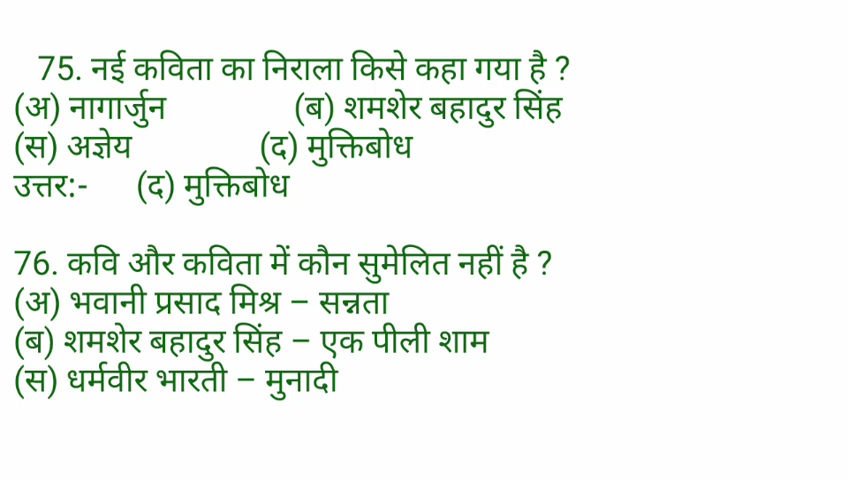 75. नई कविता का निराला किसे कहा गया है ?
(अ) नागार्जुन (ब) शमशेर बहादुर सिंह
(स) अज्ञेय (द) मुक्तिबोध
उत्तर:- (द) मुक्तिबोध
76. कवि और कविता में कौन सुमेलित नहीं है ?
(अ) भवानी प्रसाद मिश्र – सन्नता
(ब) शमशेर बहादुर सिंह – एक पीली शाम
(स) धर्मवीर भारती – मुनादी